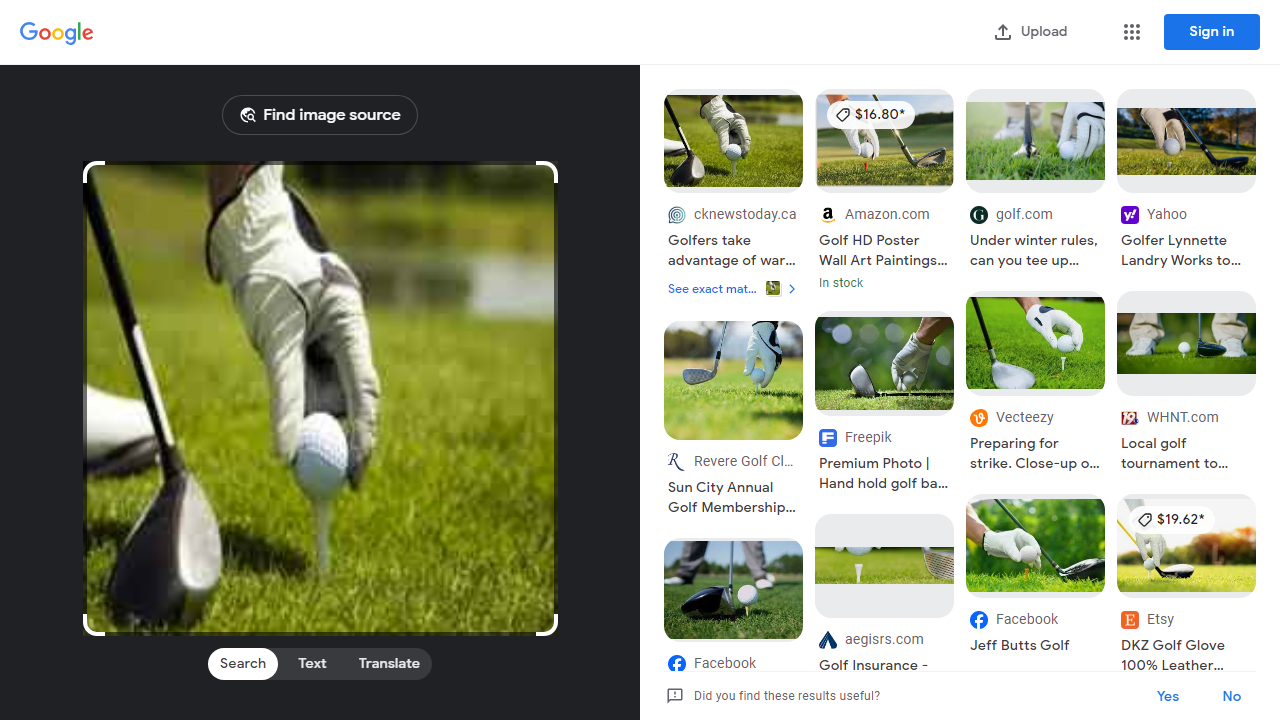 Google
Upload
Sign in
Find image source
Search
Text
Translate
cknewstoday.ca
Golfers take
advantage of war...
See exact mat...
Revere Golf Cl...
Sun City Annual
Golf Membership...
Facebook
$16.80*
Amazon.com
Golf HD Poster
Wall Art Paintings...
In stock
Freepik
Premium Photo |
Hand hold golf ba...
aegisrs.com
Golf Insurance -
golf.com
Under winter rules,
can you tee up...
Vecteezy
Preparing for
strike. Close-up o...
Facebook
Jeff Butts Golf
Yahoo
Golfer Lynnette
Landry Works to...
WHNT.com
Local golf
tournament to...
$19.62*
Etsy
DKZ Golf Glove
100% Leather...
Did you find these results useful?
Yes
No